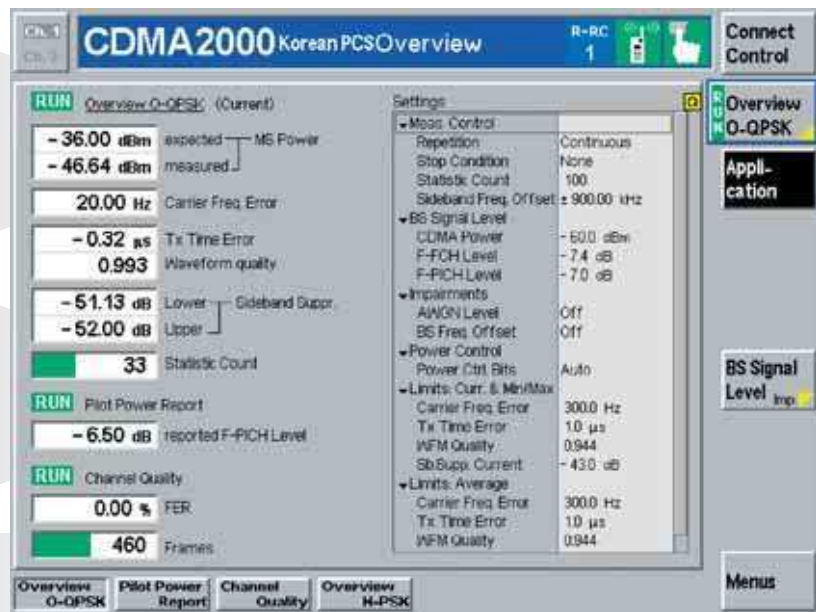 CDMA2000 Korean PCS Overview
R-RC
1
Connect
Control
RUN Overview O-QPSK (Current)
-36.00 dBm expected MS Power
-46.64 dBm measured
20.00 Hz Carrier Freq. Error
-0.32 µs Tx Time Error
0.993 Waveform quality
-51.13 dB Lower Sideband Suppr.
-52.00 dB Upper
33 Statistic Count
RUN Pilot Power Report
-6.50 dB reported F-PICH Level
RUN Channel Quality
0.00 % FER
460 Frames
Settings
Meas. Control
Repetition Continuous
Stop Condition None
Statistic Count 100
Sideband Freq. Offset ± 900.00 kHz
BS Signal Level
CDMA Power -60.0 dBm
F-FCH Level -7.4 dB
F-PICH Level -7.0 dB
Impairments
AWGN Level Off
BS Freq. Offset Off
Power Control
Power Ctrl. Bits Auto
Limits: Curr. & Min/Max
Carrier Freq. Error 300.0 Hz
Tx Time Error 1.0 µs
WFM Quality 0.944
Sb.Supp. Current -43.0 dB
Limits: Average
Carrier Freq. Error 300.0 Hz
Tx Time Error 1.0 µs
WFM Quality 0.944
RUN
Overview
O-QPSK
Appli-
cation
BS Signal
Level Imp.
Menus
Overview
O-QPSK
Pilot Power
Report
Channel
Quality
Overview
H-PSK